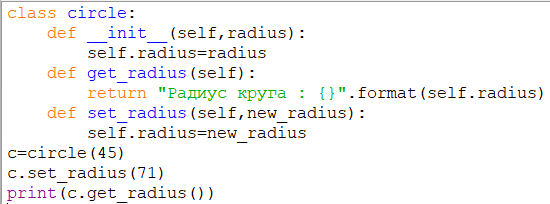 class circle:
    def __init__(self,radius):
        self.radius=radius
    def get_radius(self):
        return "Радиус круга : {}".format(self.radius)
    def set_radius(self,new_radius):
        self.radius=new_radius
c=circle(45)
c.set_radius(71)
print(c.get_radius())